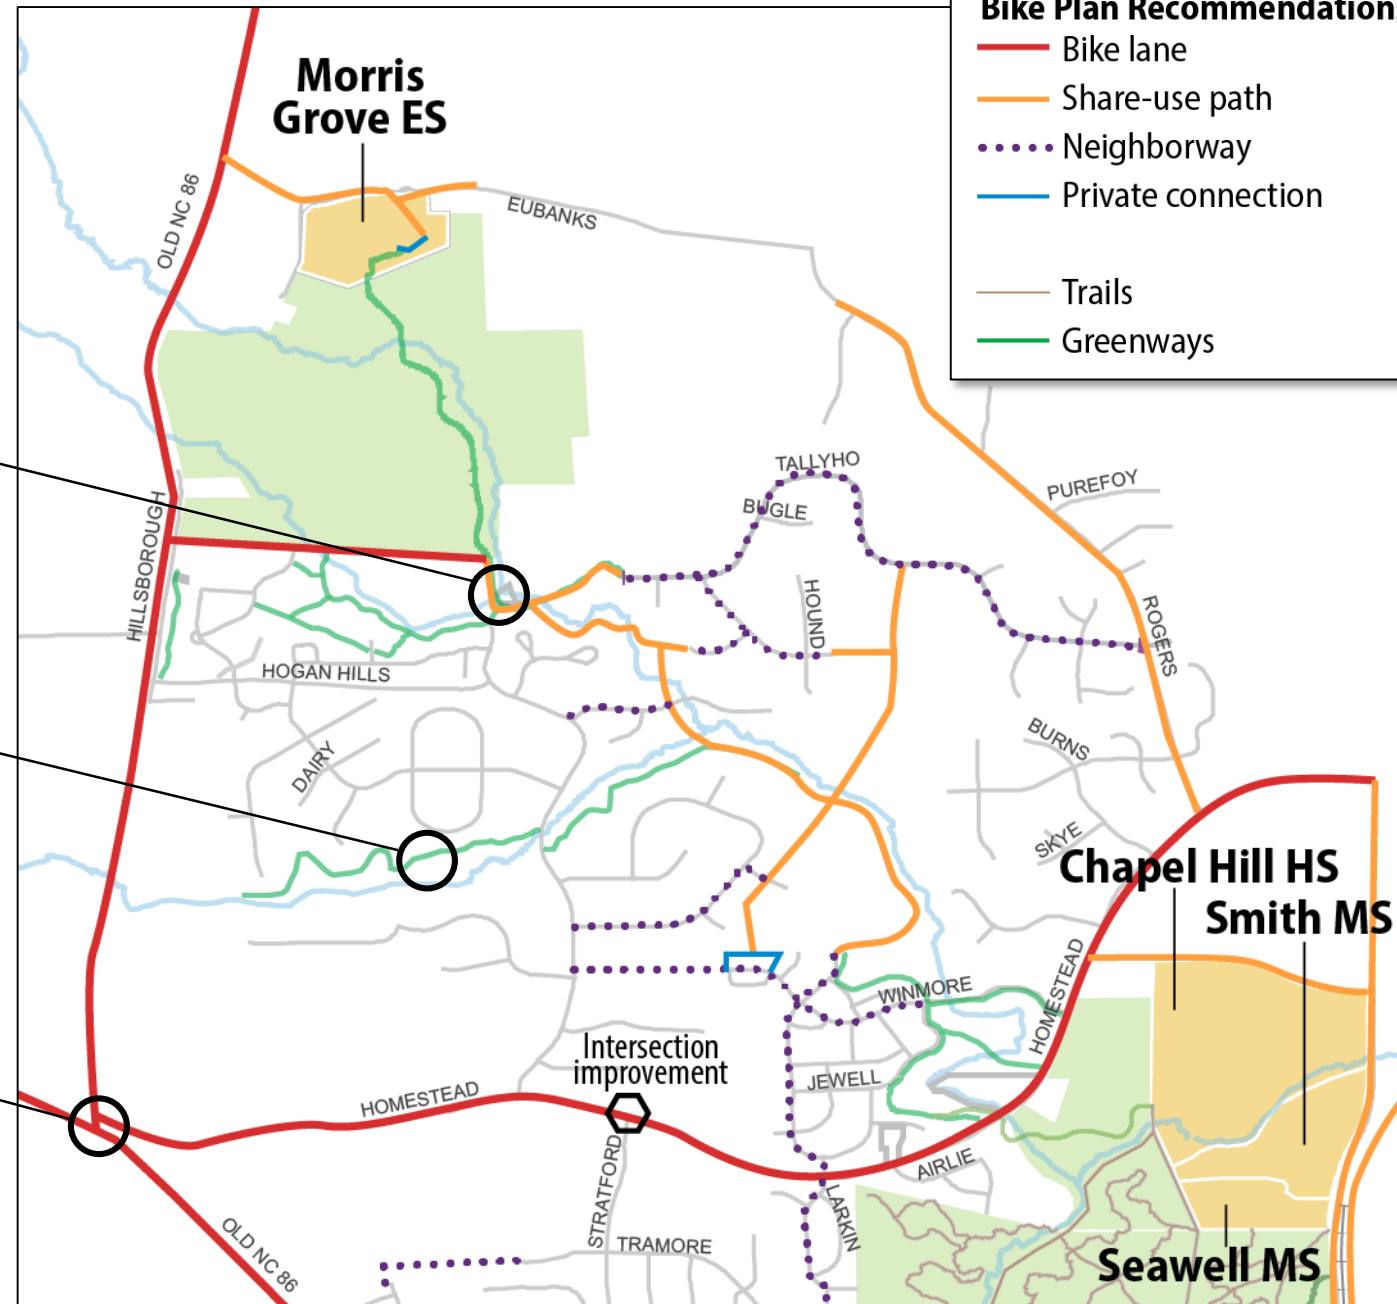 Bike Plan Recommendation
Bike lane
Share-use path
Neighborway
Private connection
Trails
Greenways
Morris
Grove ES
OLD NC 86
EUBANKS
TALLYHO
BUGLE
PUREFOY
HILLSBOROUGH
HOUND
ROGERS
HOGAN HILLS
DAIRY
BURNS
SKYE
Chapel Hill HS
Smith MS
HOMESTEAD
WINMORE
Intersection
improvement
JEWELL
HOMESTEAD
STRATFORD
AIRLIE
LARKIN
OLD NC 86
TRAMORE
Seawell MS